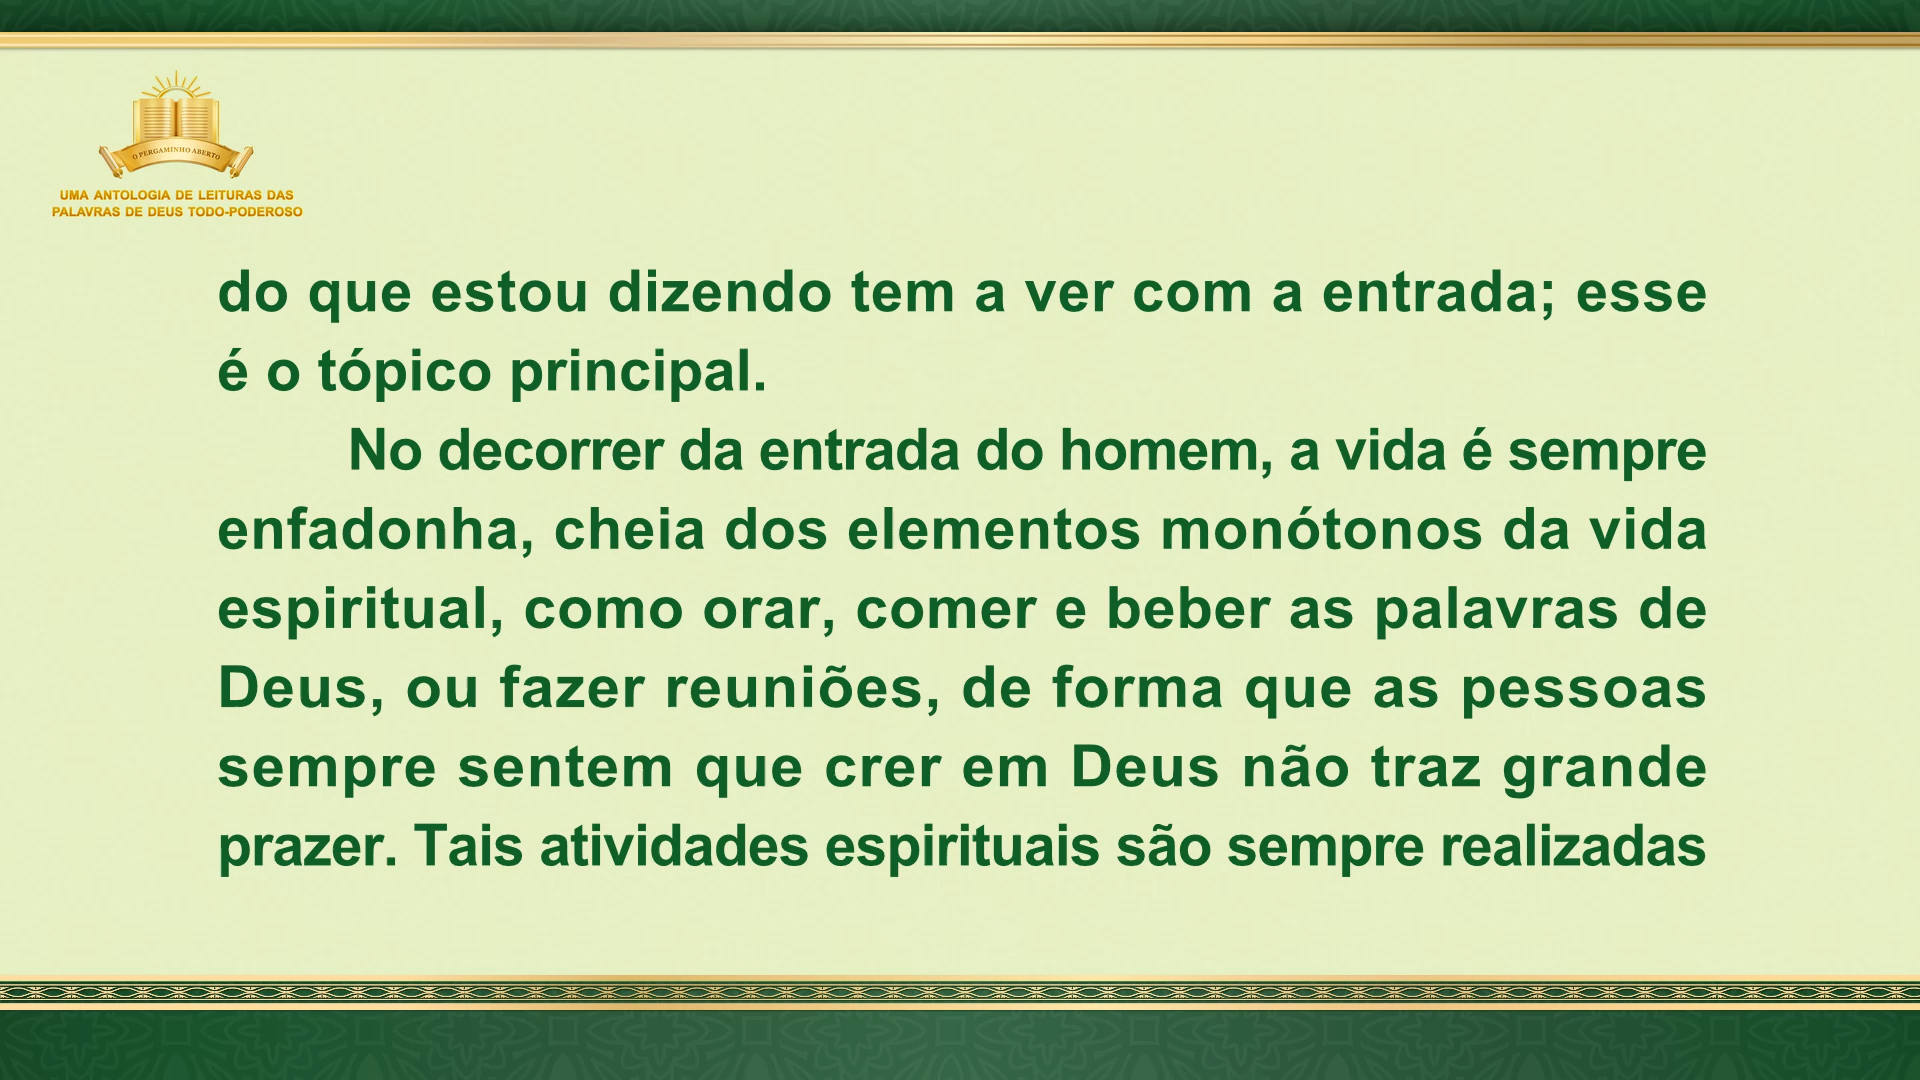 O PERGAMINHO ABERTO
UMA ANTOLOGIA DE LEITURAS DAS
PALAVRAS DE DEUS TODO-PODEROSO
do que estou dizendo tem a ver com a entrada; esse
é o tópico principal.
No decorrer da entrada do homem, a vida é sempre
enfadonha, cheia dos elementos monótonos da vida
espiritual, como orar, comer e beber as palavras de
Deus, ou fazer reuniões, de forma que as pessoas
sempre sentem que crer em Deus não traz grande
prazer. Tais atividades espirituais são sempre realizadas